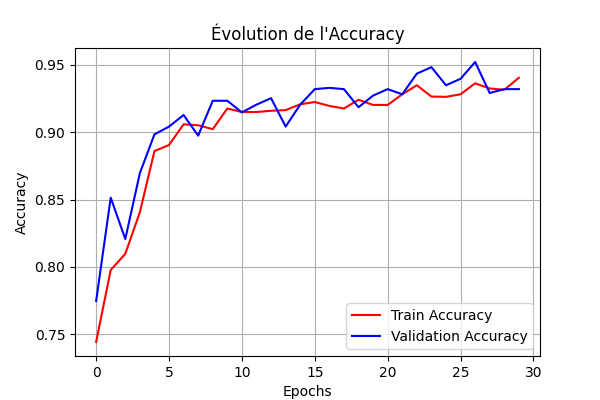 Évolution de l'Accuracy
0.95
0.90
0.85
0.80
0.75
Accuracy
Train Accuracy
Validation Accuracy
0 5 10 15 20 25 30
Epochs